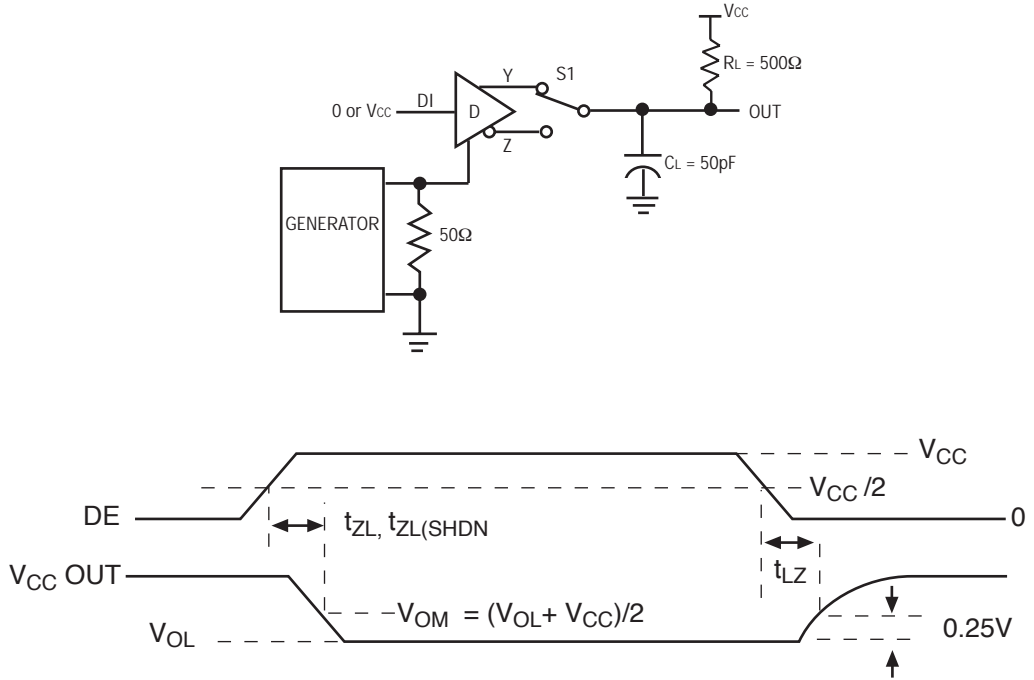 VCC
RL = 500Ω
Y
S1
0 or VCC
DI
D
OUT
Z
CL = 50pF
GENERATOR
50Ω
VCC
VCC /2
DE
0
tZL, tZL(SHDN
tLZ
VCC OUT
VOM = (VOL+ VCC)/2
VOL
0.25V